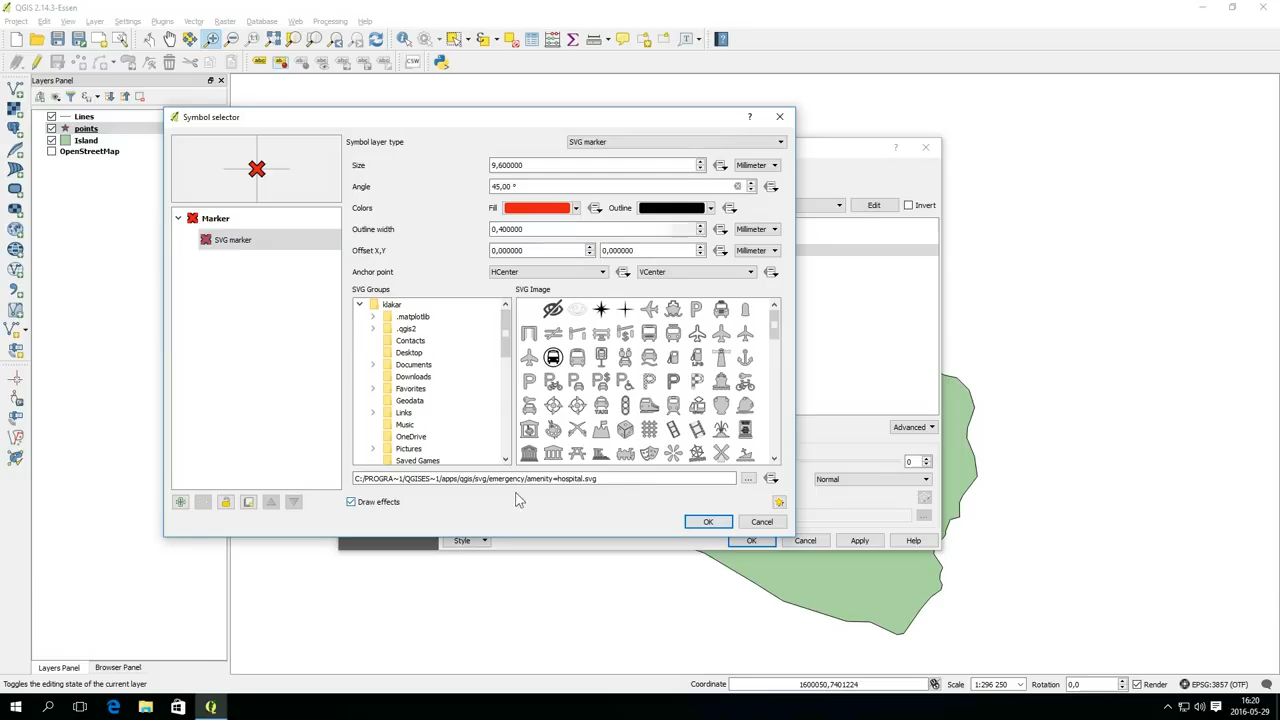 QGIS 2.14.3-Essen
Project Edit View Layer Settings Plugins Vector Raster Database Web Processing Help
CSW
Layers Panel
Lines
points
Island
OpenStreetMap
Symbol selector
?
Symbol layer type SVG marker
Size 9,600000 Millimeter
Angle 45,00 °
Colors Fill Outline
Outline width 0,400000 Millimeter
Offset X,Y 0,000000 0,000000 Millimeter
Anchor point HCenter VCenter
Marker
SVG marker
SVG Groups SVG Image
klakar
.matplotlib
.qgis2
Contacts
Desktop
Documents
Downloads
Favorites
Geodata
Links
Music
OneDrive
Pictures
Saved Games
C:/PROGRA~1/QGISES~1/apps/qgis/svg/emergency/amenity=hospital.svg ...
Draw effects
OK Cancel
?
Edit Invert
Advanced
0
Normal
...
Style OK Cancel Apply Help
Layers Panel Browser Panel
Toggles the editing state of the current layer Coordinate 1600050,7401224 Scale 1:296 250 Rotation 0,0 Render EPSG:3857 (OTF)
16:20
2016-05-29